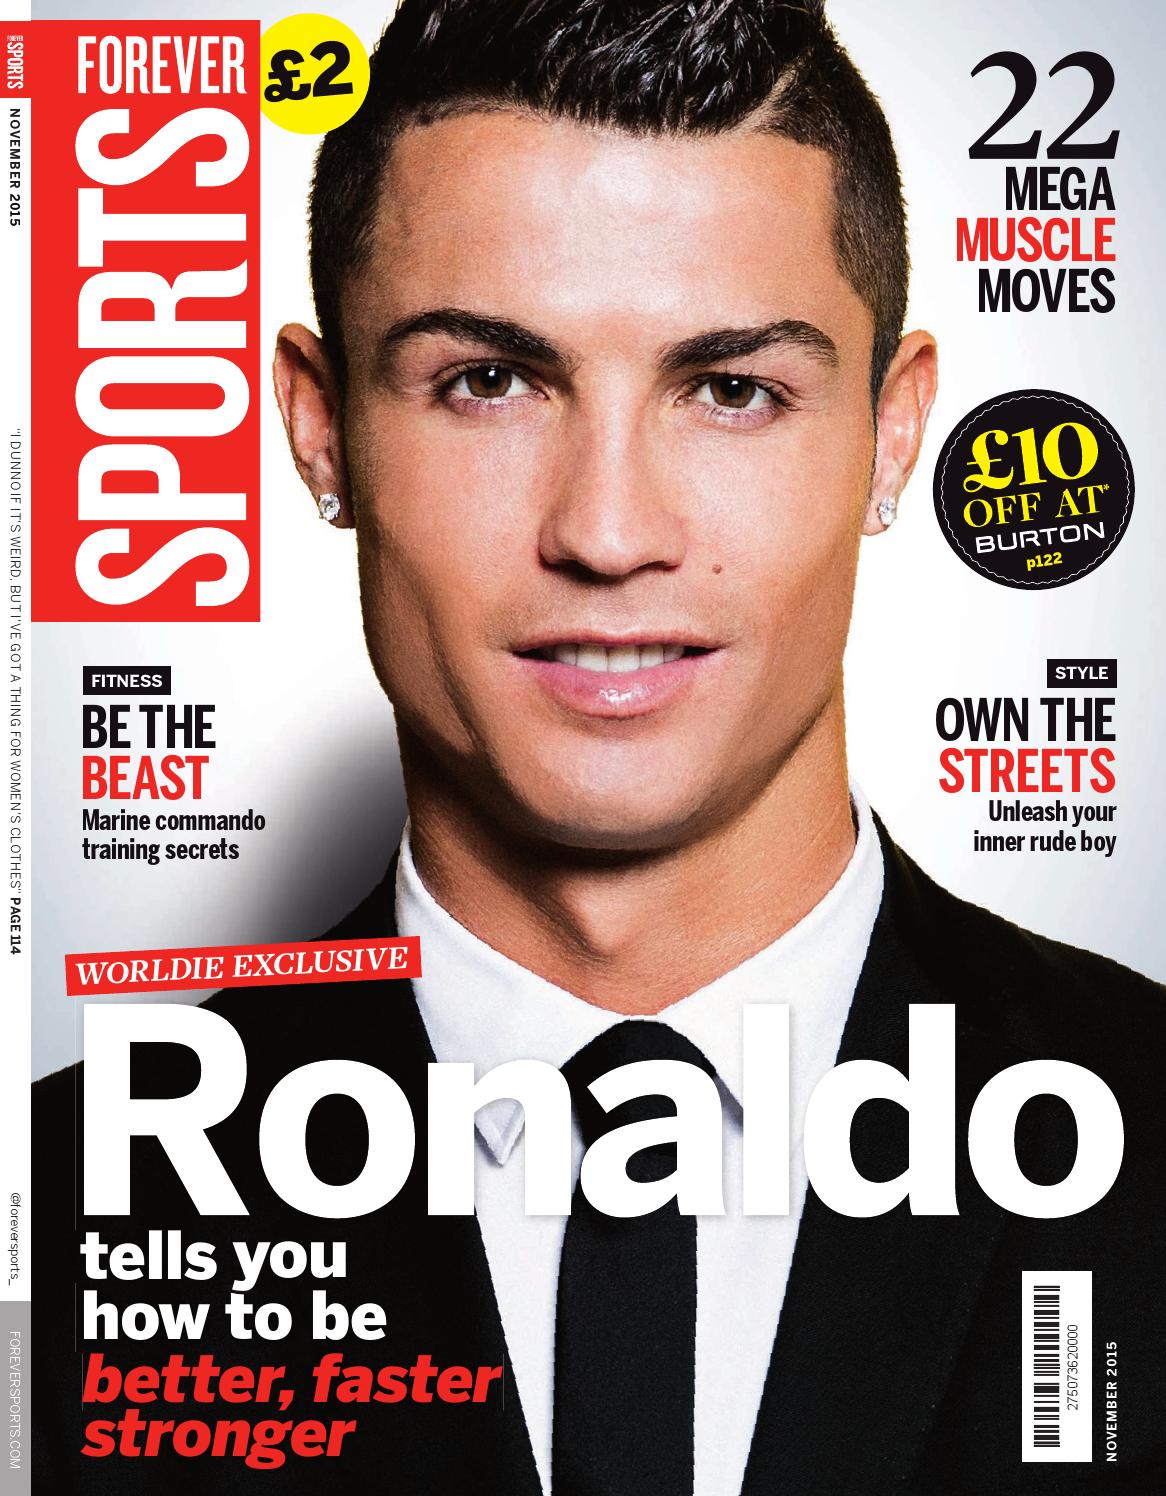 FOREVER
SPORTS
NOVEMBER 2015
"I DUNNO IF IT'S WEIRD, BUT I'VE GOT A THING FOR WOMEN'S CLOTHES" PAGE 114
@foreversports_
FOREVERSPORTS.COM
FOREVER
SPORTS
£2
22
MEGA
MUSCLE
MOVES
£10
OFF AT*
BURTON
p122
FITNESS
BE THE
BEAST
Marine commando
training secrets
STYLE
OWN THE
STREETS
Unleash your
inner rude boy
WORLDIE EXCLUSIVE
Ronaldo
tells you
how to be
better, faster
stronger
275073620000
NOVEMBER 2015